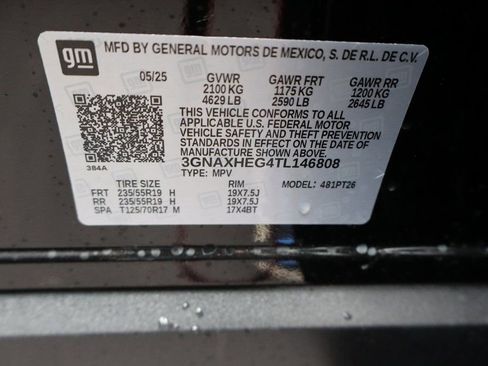 gm
MFD BY GENERAL MOTORS DE MEXICO, S. DE R.L. DE C.V.
05/25 GVWR GAWR FRT GAWR RR
2100 KG 1175 KG 1200 KG
4629 LB 2590 LB 2645 LB
THIS VEHICLE CONFORMS TO ALL
APPLICABLE U.S. FEDERAL MOTOR
VEHICLE SAFETY AND THEFT PREVENTION
STANDARDS IN EFFECT ON THE DATE OF
MANUFACTURE SHOWN ABOVE.
384A 3GNAXHEG4TL146808
TYPE: MPV
TIRE SIZE RIM MODEL: 481PT26
FRT 235/55R19 H 19X7.5J
RR 235/55R19 H 19X7.5J
SPA T125/70R17 M 17X4BT